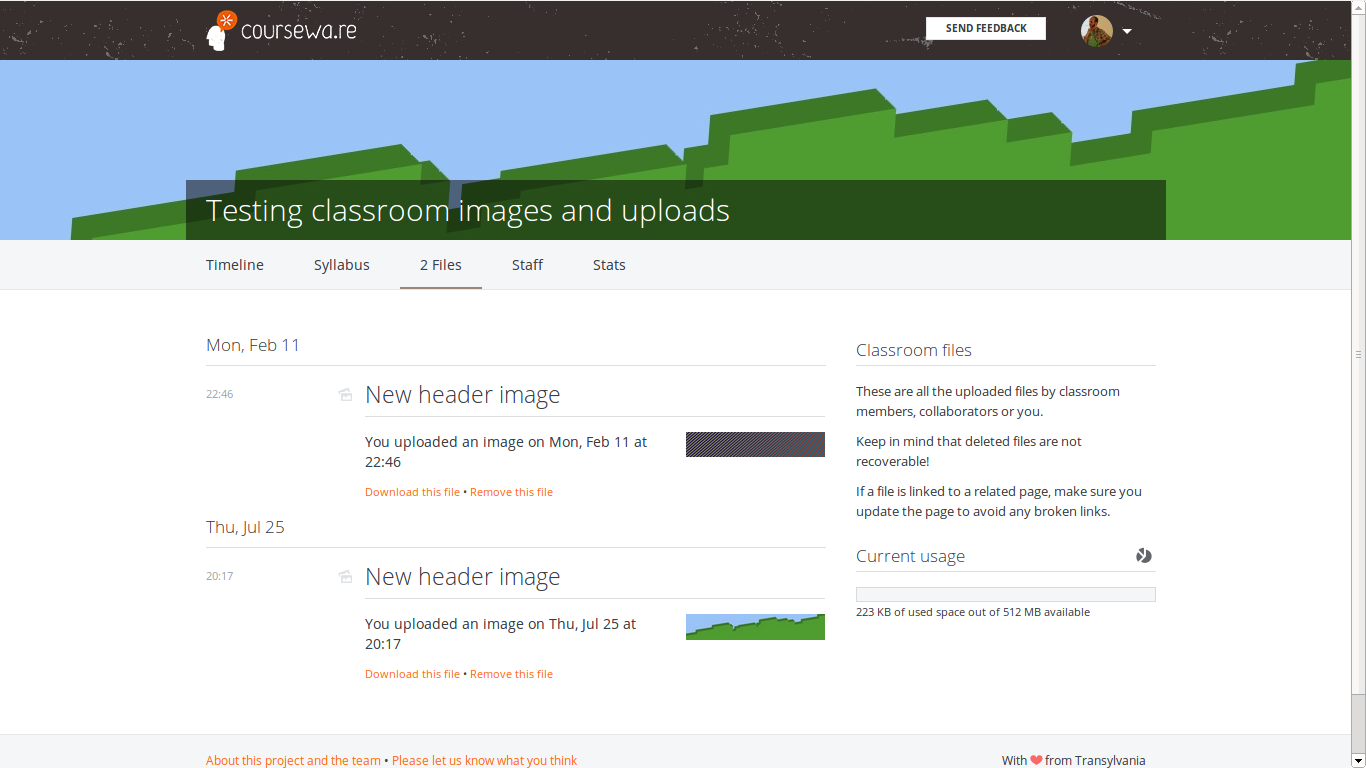 coursewa.re
SEND FEEDBACK
Testing classroom images and uploads
Timeline
Syllabus
2 Files
Staff
Stats
Mon, Feb 11
22:46
New header image
You uploaded an image on Mon, Feb 11 at
22:46
Download this file • Remove this file
Thu, Jul 25
20:17
New header image
You uploaded an image on Thu, Jul 25 at
20:17
Download this file • Remove this file
Classroom files
These are all the uploaded files by classroom
members, collaborators or you.
Keep in mind that deleted files are not
recoverable!
If a file is linked to a related page, make sure you
update the page to avoid any broken links.
Current usage
223 KB of used space out of 512 MB available
About this project and the team • Please let us know what you think
With ❤ from Transylvania